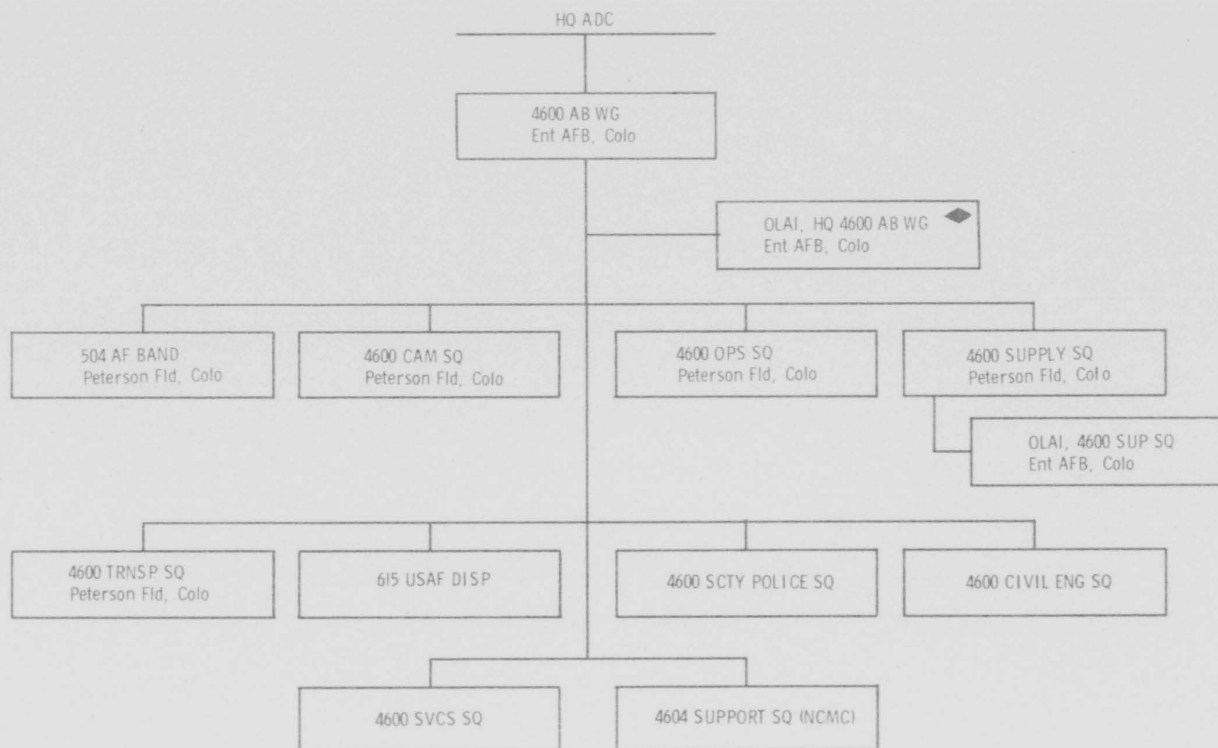 HQ ADC
4600 AB WG
Ent AFB, Colo
OLAI, HQ 4600 AB WG
Ent AFB, Colo
504 AF BAND
Peterson Fld, Colo
4600 CAM SQ
Peterson Fld, Colo
4600 OPS SQ
Peterson Fld, Colo
4600 SUPPLY SQ
Peterson Fld, Colo
OLAI, 4600 SUP SQ
Ent AFB, Colo
4600 TRNSP SQ
Peterson Fld, Colo
615 USAF DISP
4600 SCTY POLICE SQ
4600 CIVIL ENG SQ
4600 SVCS SQ
4604 SUPPORT SQ (NCMC)